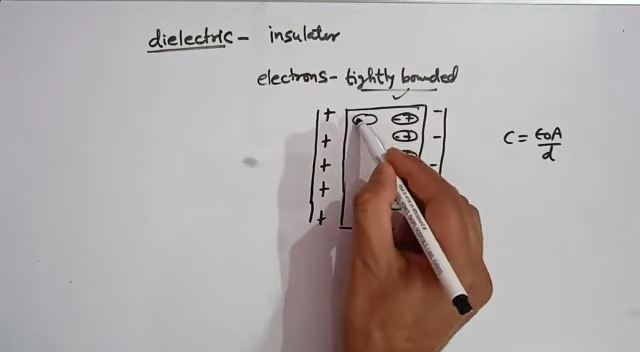 dielectric - insulator
electrons - tightly bounded
+ -
- +
+ -
- +
+ -
+
+
C = ε0A
d